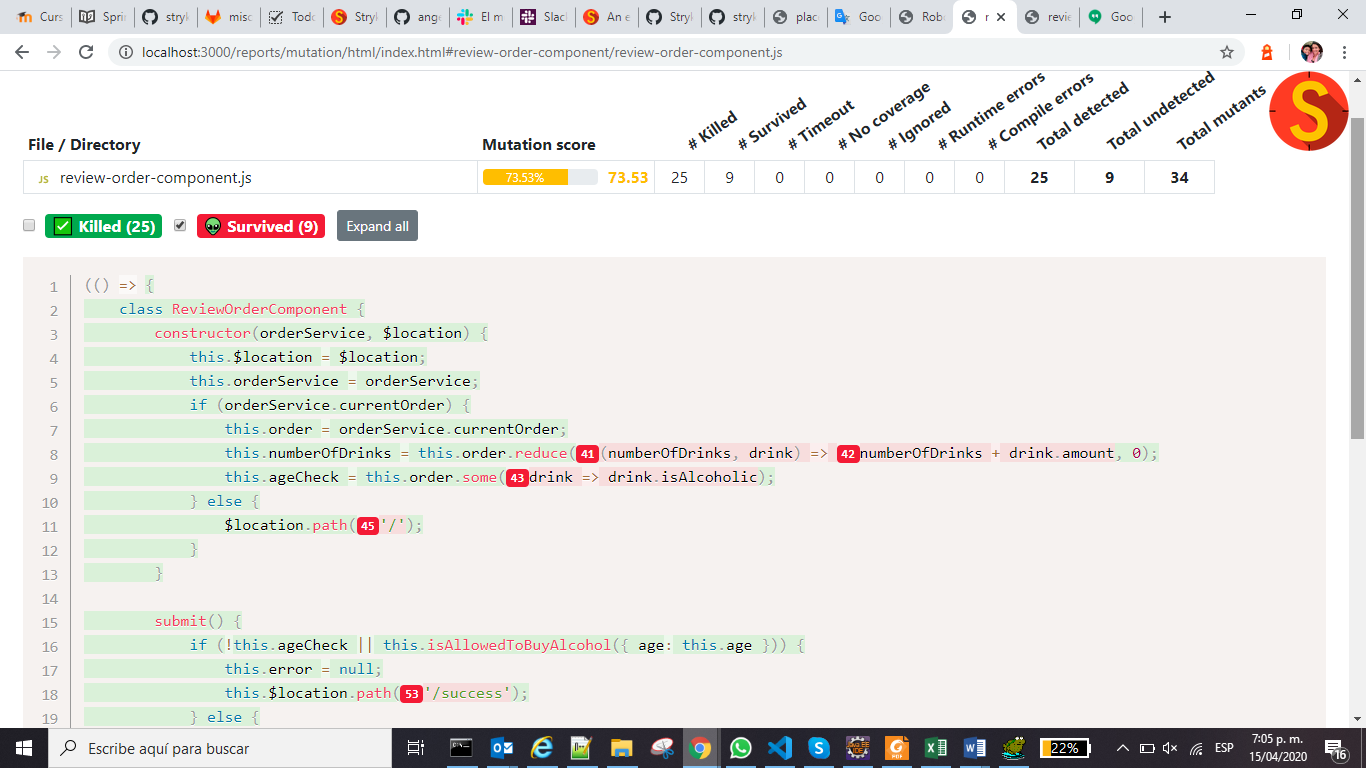 Curs
Sprin
stryk
misc
Todo
Stryk
ange
El m
Slac
An e
Stryk
stryk
place
Goo
Rob
r
revie
Goo
localhost:3000/reports/mutation/html/index.html#review-order-component/review-order-component.js
File / Directory
Mutation score
# Killed
# Survived
# Timeout
# No coverage
# Ignored
# Runtime errors
# Compile errors
Total detected
Total undetected
Total mutants
S
JS review-order-component.js 73.53% 73.53 25 9 0 0 0 0 0 25 9 34
✅ Killed (25) 👽 Survived (9) Expand all
1 (() => {
2 class ReviewOrderComponent {
3 constructor(orderService, $location) {
4 this.$location = $location;
5 this.orderService = orderService;
6 if (orderService.currentOrder) {
7 this.order = orderService.currentOrder;
8 this.numberOfDrinks = this.order.reduce(41(numberOfDrinks, drink) => 42numberOfDrinks + drink.amount, 0);
9 this.ageCheck = this.order.some(43drink => drink.isAlcoholic);
10 } else {
11 $location.path(45'/');
12 }
13 }
14
15 submit() {
16 if (!this.ageCheck || this.isAllowedToBuyAlcohol({ age: this.age })) {
17 this.error = null;
18 this.$location.path(53'/success');
19 } else {
Escribe aquí para buscar
22%
ESP
7:05 p. m.
15/04/2020
16